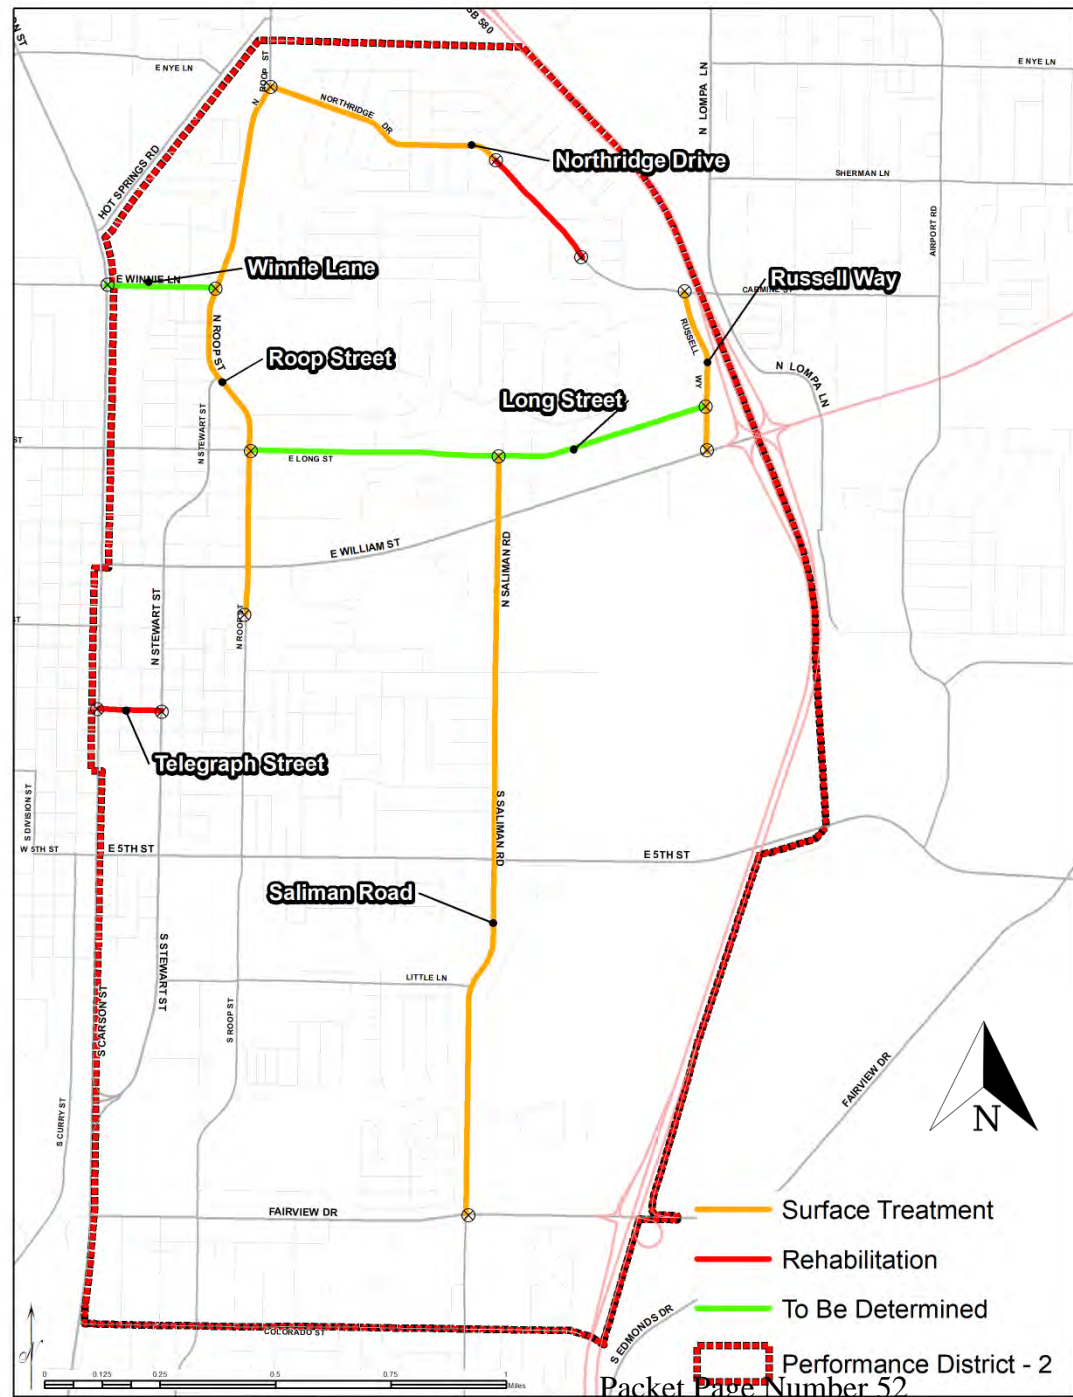 SB 580
ON ST
E NYE LN
N ROOP ST
E NYE LN
N LOMPA LN
NORTHRIDGE DR
Northridge Drive
HOT SPRINGS RD
SHERMAN LN
AIRPORT RD
Winnie Lane
E WINNIE LN
Russell Way
CARMINE ST
RUSSELL WY
N ROOP ST
Roop Street
N LOMPA LN
Long Street
N STEWART ST
ST
E LONG ST
E WILLIAM ST
N SALIMAN RD
N STEWART ST
N ROOP ST
ST
Telegraph Street
S DIVISION ST
S SALIMAN RD
W 5TH ST
E 5TH ST
E 5TH ST
Saliman Road
S STEWART ST
LITTLE LN
S CARSON ST
S ROOP ST
FAIRVIEW DR
S CURRY ST
N
FAIRVIEW DR
Surface Treatment
Rehabilitation
To Be Determined
S EDMONDS DR
COLORADO ST
Performance District - 2
N
0 0.125 0.25 0.5 0.75 1
Miles
Packet Page Number 52